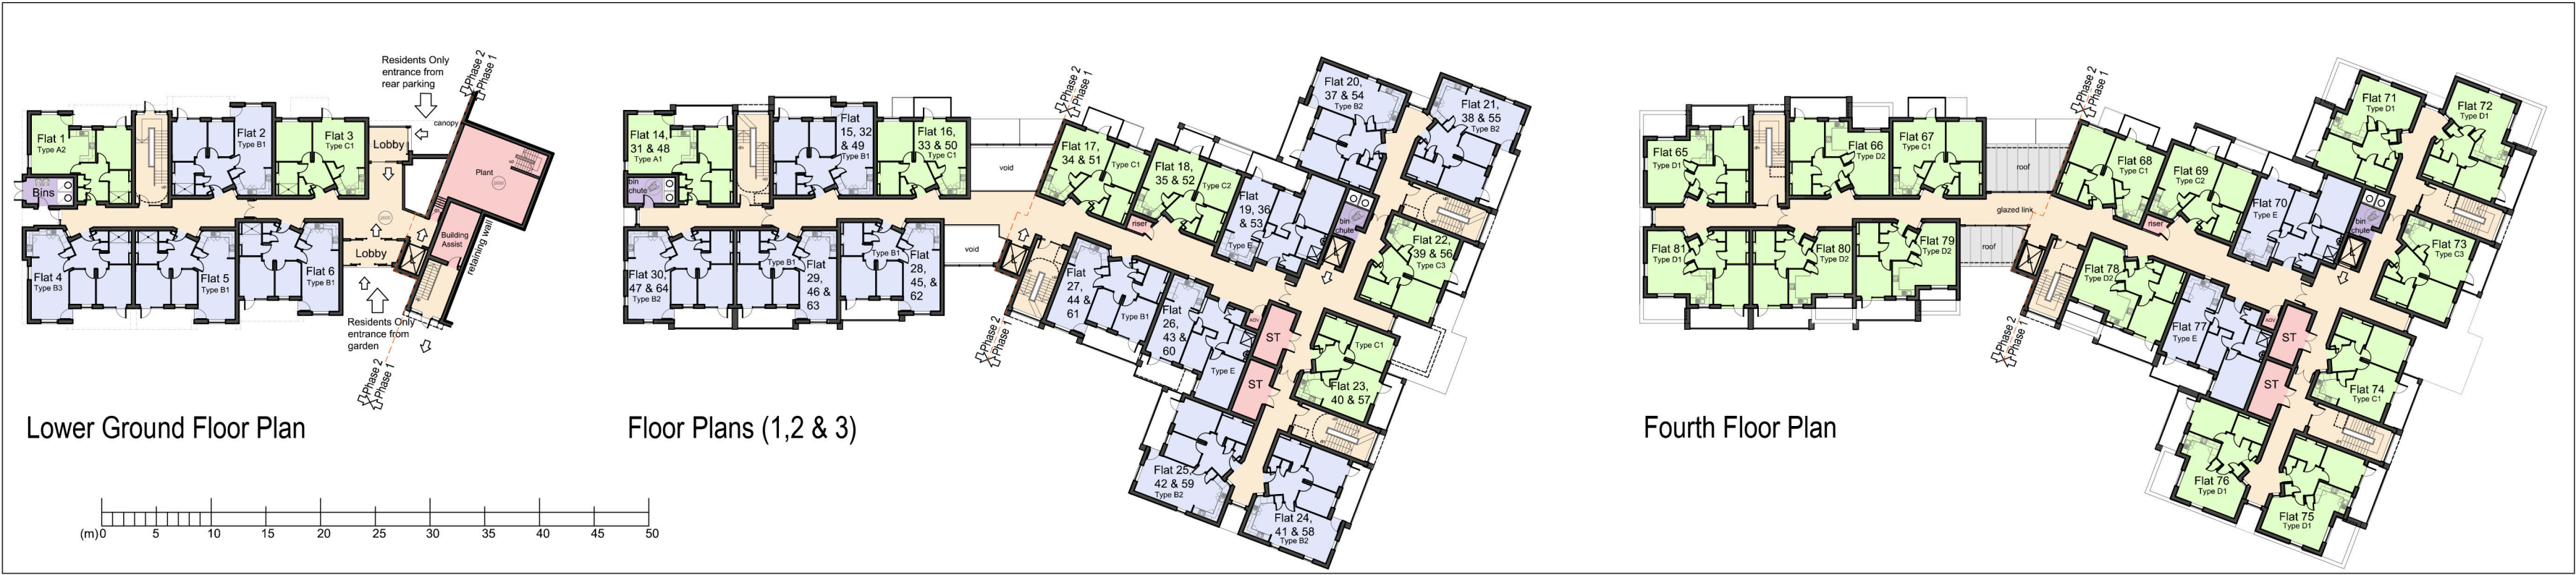 Residents Only
entrance from
rear parking
Phase 2
Phase 1
canopy
Flat 1
Type A2
Flat 2
Type B1
Flat 3
Type C1
Lobby
Plant
Bins
Building
Assist
retaining wall
Lobby
Flat 4
Type B3
Flat 5
Type B1
Flat 6
Type B1
Residents Only
entrance from
garden
Phase 2
Phase 1
Lower Ground Floor Plan
(m) 0 5 10 15 20 25 30 35 40 45 50
Flat 14,
31 & 48
Type A1
bin
chute
Flat
15, 32
& 49
Type B1
Flat 16,
33 & 50
Type C1
void
void
Phase 2
Phase 1
Flat 17,
34 & 51
Type C1
Flat 18,
35 & 52
Type C2
riser
Flat
19, 36
& 53
Type E
Flat 20,
37 & 54
Type B2
Flat 21,
38 & 55
Type B2
bin
chute
Flat 22,
39 & 56
Type C3
Type C1
Flat 23,
40 & 57
Flat 24,
41 & 58
Type B2
Flat 25,
42 & 59
Type B2
Flat
26,
43 &
60
Type E
AOV
ST
ST
Flat
27,
44 &
61
Type B1
Type B1
Flat
28,
45, &
62
Type B1
Flat
29,
46 &
63
Flat 30,
47 & 64
Type B2
Phase 2
Phase 1
Floor Plans (1,2 & 3)
Flat 65
Type D1
Flat 66
Type D2
Flat 67
Type C1
roof
glazed link
roof
Phase 2
Phase 1
Flat 68
Type C1
Flat 69
Type C2
riser
Flat 70
Type E
Flat 71
Type D1
Flat 72
Type D1
bin
chute
Flat 73
Type C3
Flat 74
Type C1
Flat 75
Type D1
Flat 76
Type D1
Flat 77
Type E
AOV
ST
ST
Flat 78
Type D2
Flat 79
Type D2
Flat 80
Type D2
Flat 81
Type D1
Phase 2
Phase 1
Fourth Floor Plan